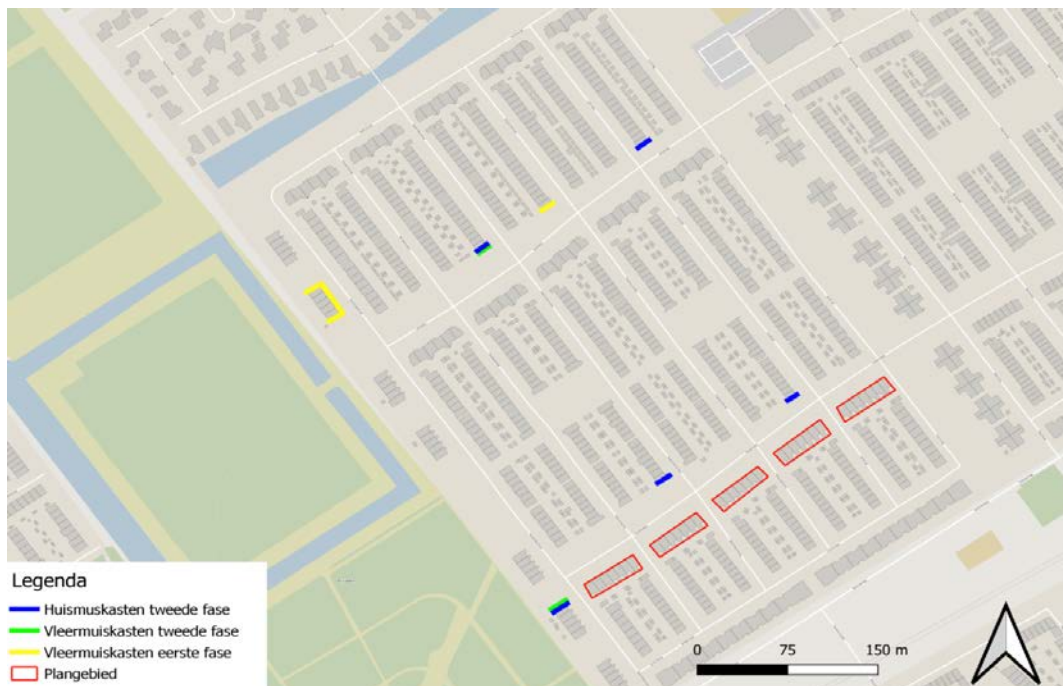 Legenda
Huismuskasten tweede fase
Vleermuiskasten tweede fase
Vleermuiskasten eerste fase
Plangebied
0 75 150 m